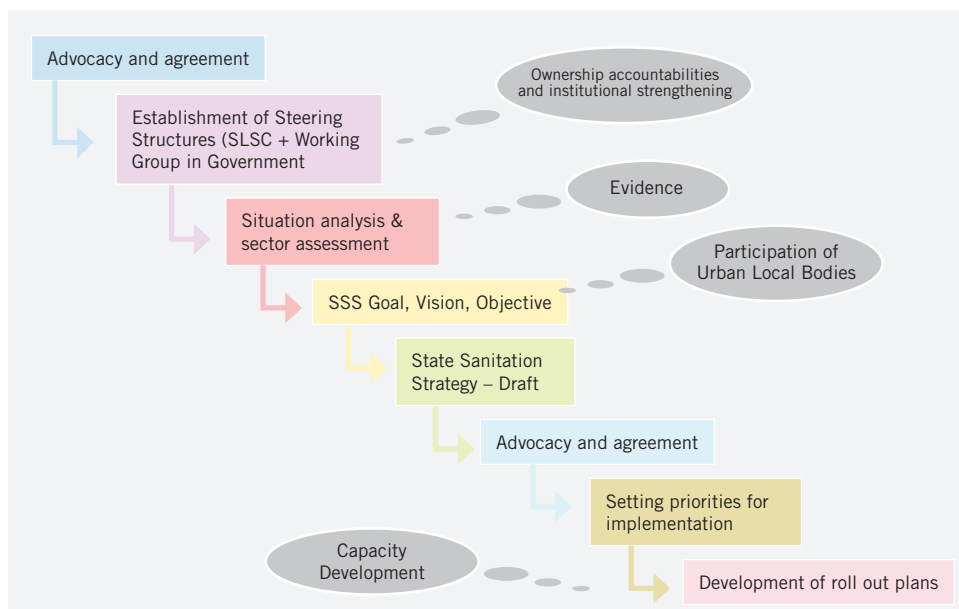 Advocacy and agreement
Ownership accountabilities
and institutional strengthening
Establishment of Steering
Structures (SLSC + Working
Group in Government
Evidence
Situation analysis &
sector assessment
Participation of
Urban Local Bodies
SSS Goal, Vision, Objective
State Sanitation
Strategy – Draft
Advocacy and agreement
Setting priorities for
implementation
Capacity
Development
Development of roll out plans